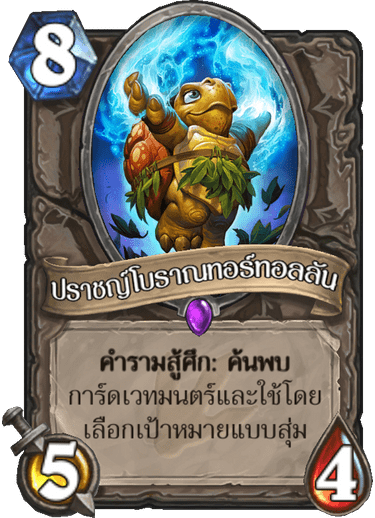 8
ปราชญ์โบราณทอร์ทอลลัน
คำรามสู้ศึก: ค้นพบ
การ์ดเวทมนตร์และใช้โดย
เลือกเป้าหมายแบบสุ่ม
5
4